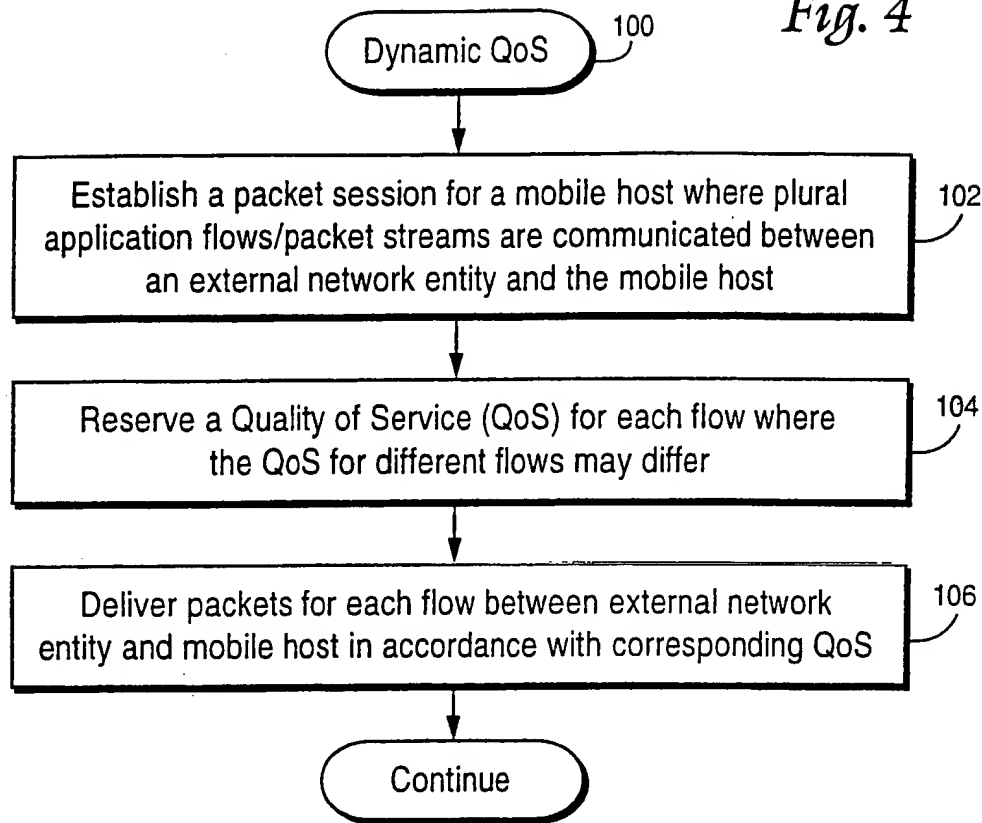 Fig. 4
Dynamic QoS
100
Establish a packet session for a mobile host where plural
application flows/packet streams are communicated between
an external network entity and the mobile host
102
Reserve a Quality of Service (QoS) for each flow where
the QoS for different flows may differ
104
Deliver packets for each flow between external network
entity and mobile host in accordance with corresponding QoS
106
Continue